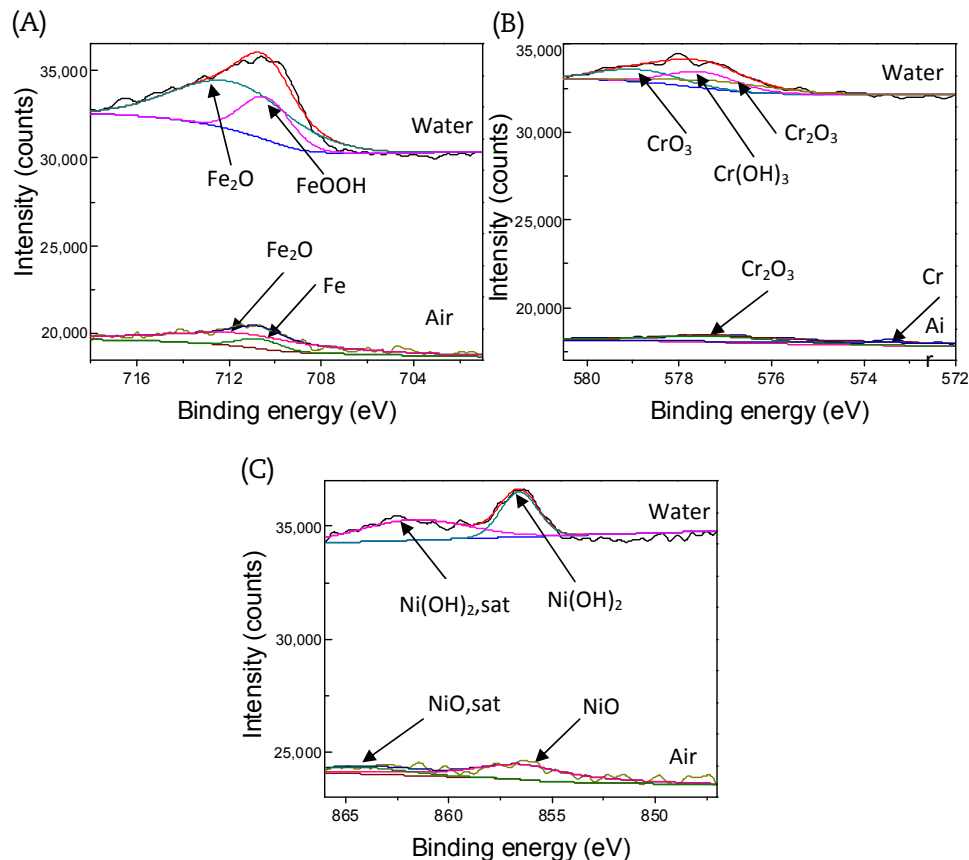 (A)
35,000
30,000
25,000
20,000
Intensity (counts)
Water
Fe₂O
FeOOH
Fe₂O
Fe
Air
716
712
708
704
Binding energy (eV)
(B)
35,000
30,000
25,000
20,000
Intensity (counts)
Water
CrO₃
Cr(OH)₃
Cr₂O₃
Cr₂O₃
Cr
Ai
r
580
578
576
574
572
Binding energy (eV)
(C)
35,000
30,000
25,000
Intensity (counts)
Water
Ni(OH)₂,sat
Ni(OH)₂
NiO,sat
NiO
Air
865
860
855
850
Binding energy (eV)